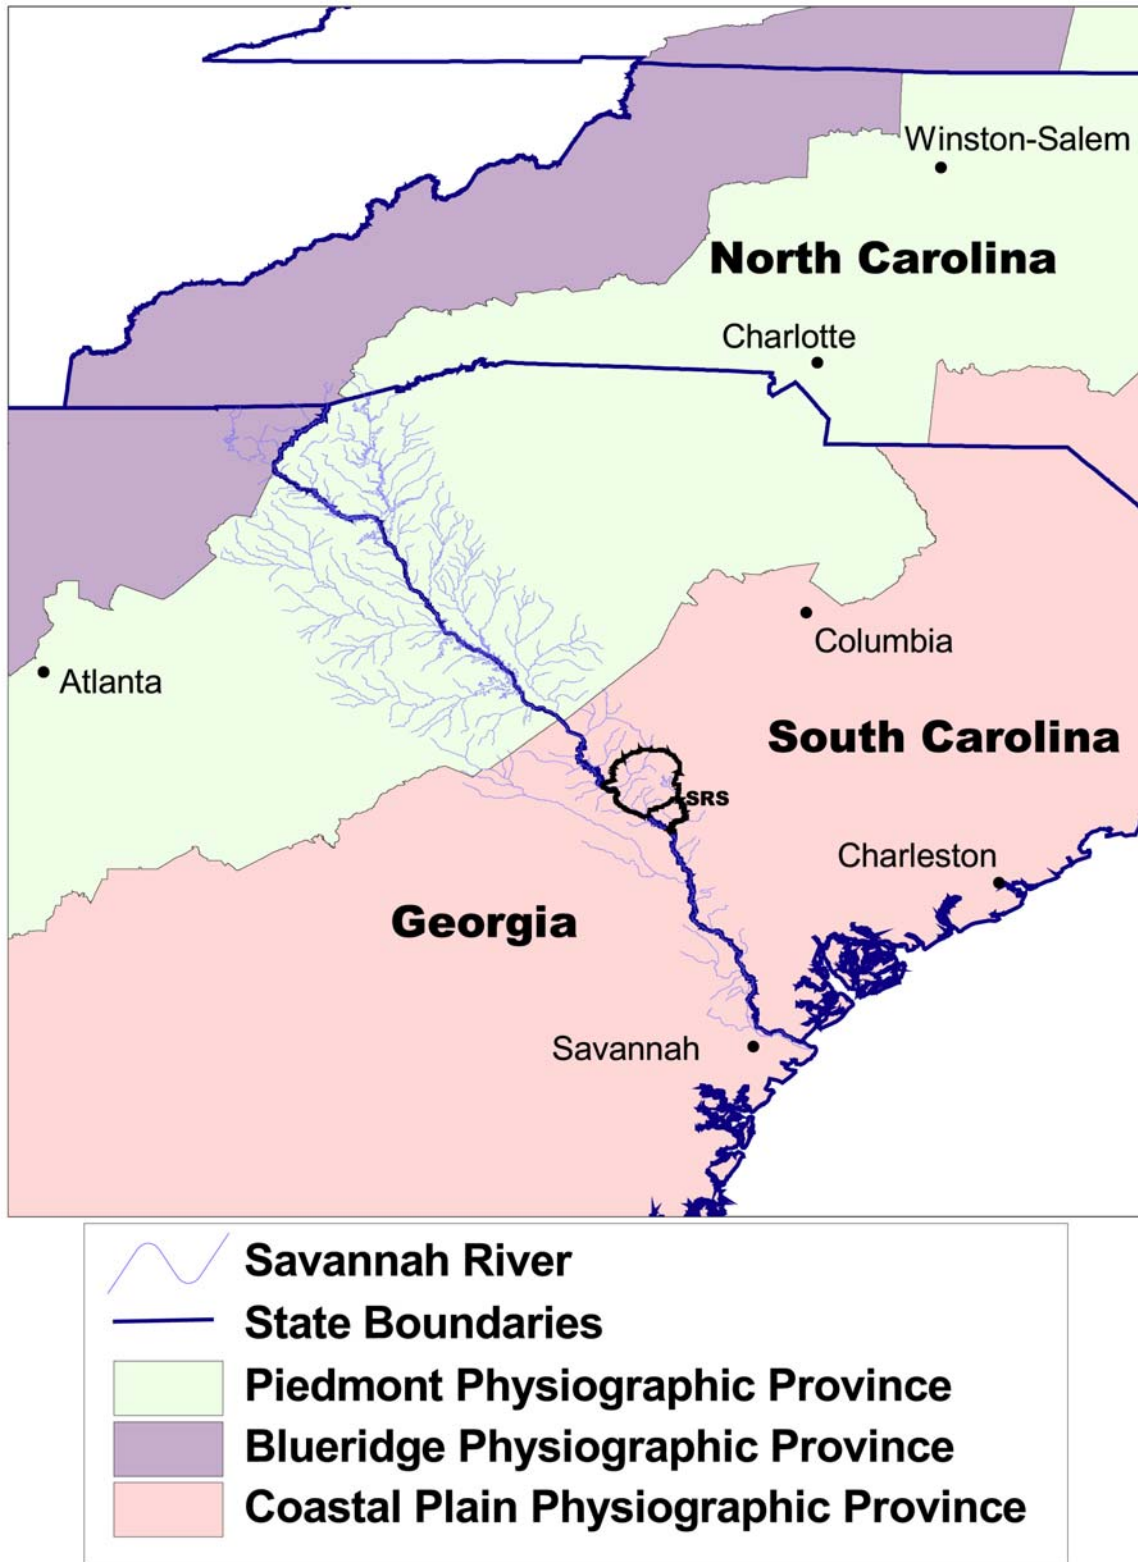 Winston-Salem
North Carolina
Charlotte
Columbia
Atlanta
South Carolina
SRS
Charleston
Georgia
Savannah
Savannah River
State Boundaries
Piedmont Physiographic Province
Blueridge Physiographic Province
Coastal Plain Physiographic Province